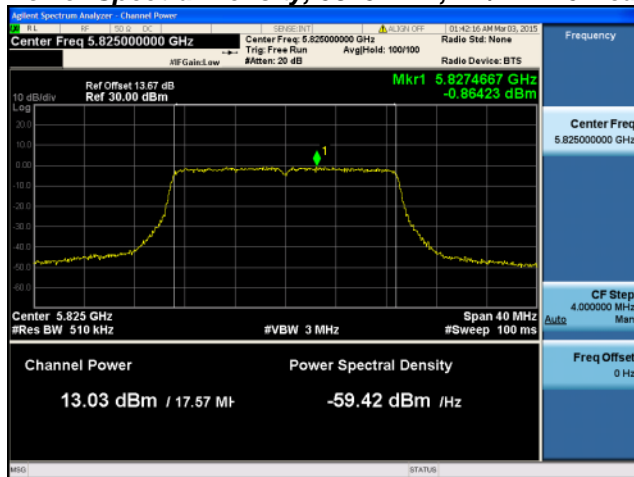 Agilent Spectrum Analyzer - Channel Power
RL RF 50 Ω DC SENSE:INT ALIGN OFF 01:42:16 AM Mar 03, 2015
Center Freq 5.825000000 GHz
Center Freq: 5.825000000 GHz
Radio Std: None
Trig: Free Run Avg|Hold: 100/100
#IFGain:Low #Atten: 20 dB Radio Device: BTS
Mkr1 5.8274667 GHz
-0.86423 dBm
Ref Offset 13.67 dB
10 dB/div Ref 30.00 dBm
Log
20.0
10.0
0.00
-10.0
-20.0
-30.0
-40.0
-50.0
-60.0
1
Center 5.825 GHz Span 40 MHz
#Res BW 510 kHz #VBW 3 MHz #Sweep 100 ms
Channel Power Power Spectral Density
13.03 dBm / 17.57 MH -59.42 dBm /Hz
MSG STATUS
Frequency
Center Freq
5.825000000 GHz
CF Step
4.000000 MHz
Auto Man
Freq Offset
0 Hz